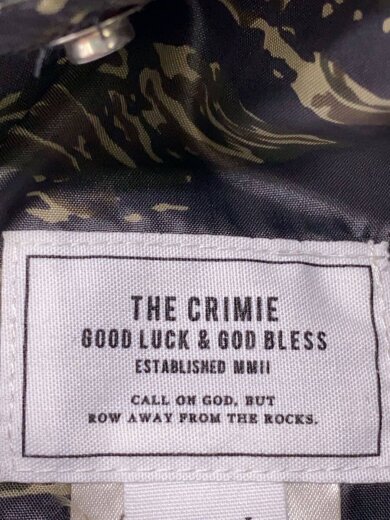 THE CRIMIE
GOOD LUCK & GOD BLESS
ESTABLISHED MMII
CALL ON GOD, BUT
ROW AWAY FROM THE ROCKS.